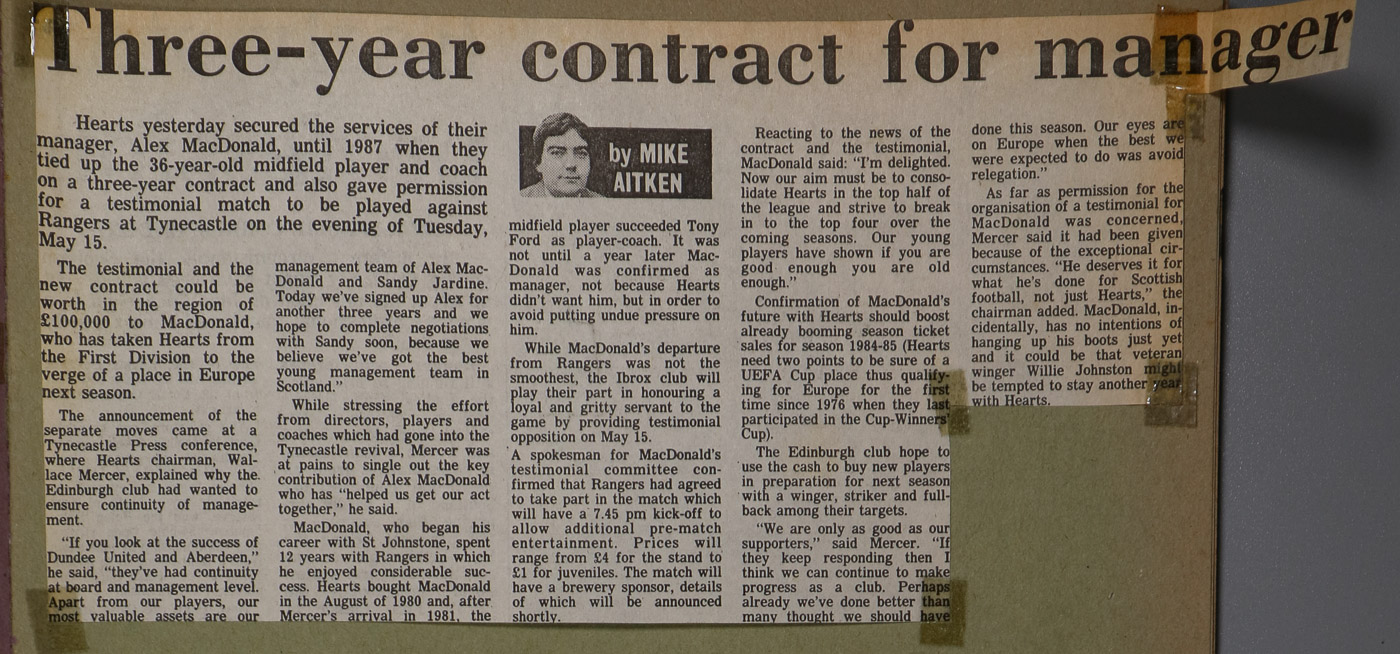 Three-year contract for manager
Hearts yesterday secured the services of their
manager, Alex MacDonald, until 1987 when they
tied up the 36-year-old midfield player and coach
on a three-year contract and also gave permission
for a testimonial match to be played against
Rangers at Tynecastle on the evening of Tuesday,
May 15.
The testimonial and the
new contract could be
worth in the region of
£100,000 to MacDonald,
who has taken Hearts from
the First Division to the
verge of a place in Europe
next season.
The announcement of the
separate moves came at a
Tynecastle Press conference,
where Hearts chairman, Wal-
lace Mercer, explained why the
Edinburgh club had wanted to
ensure continuity of manage-
ment.
"If you look at the success of
Dundee United and Aberdeen,"
he said, "they've had continuity
at board and management level.
Apart from our players, our
most valuable assets are our
management team of Alex Mac-
Donald and Sandy Jardine.
Today we've signed up Alex for
another three years and we
hope to complete negotiations
with Sandy soon, because we
believe we've got the best
young management team in
Scotland."
While stressing the effort
from directors, players and
coaches which had gone into the
Tynecastle revival, Mercer was
at pains to single out the key
contribution of Alex MacDonald
who has "helped us get our act
together," he said.
MacDonald, who began his
career with St Johnstone, spent
12 years with Rangers in which
he enjoyed considerable suc-
cess. Hearts bought MacDonald
in the August of 1980 and, after
Mercer's arrival in 1981, the
by MIKE
AITKEN
midfield player succeeded Tony
Ford as player-coach. It was
not until a year later Mac-
Donald was confirmed as
manager, not because Hearts
didn't want him, but in order to
avoid putting undue pressure on
him.
While MacDonald's departure
from Rangers was not the
smoothest, the Ibrox club will
play their part in honouring a
loyal and gritty servant to the
game by providing testimonial
opposition on May 15.
A spokesman for MacDonald's
testimonial committee con-
firmed that Rangers had agreed
to take part in the match which
will have a 7.45 pm kick-off to
allow additional pre-match
entertainment. Prices will
range from £4 for the stand to
£1 for juveniles. The match will
have a brewery sponsor, details
of which will be announced
shortly.
Reacting to the news of the
contract and the testimonial,
MacDonald said: "I'm delighted.
Now our aim must be to conso-
lidate Hearts in the top half of
the league and strive to break
in to the top four over the
coming seasons. Our young
players have shown if you are
good enough you are old
enough."
Confirmation of MacDonald's
future with Hearts should boost
already booming season ticket
sales for season 1984-85 (Hearts
need two points to be sure of a
UEFA Cup place thus qualify-
ing for Europe for the first
time since 1976 when they last
participated in the Cup-Winners'
Cup).
The Edinburgh club hope to
use the cash to buy new players
in preparation for next season
with a winger, striker and full-
back among their targets.
"We are only as good as our
supporters," said Mercer. "If
they keep responding then I
think we can continue to make
progress as a club. Perhaps
already we've done better than
many thought we should have
done this season. Our eyes are
on Europe when the best we
were expected to do was avoid
relegation."
As far as permission for the
organisation of a testimonial for
MacDonald was concerned,
Mercer said it had been given
because of the exceptional cir-
cumstances. "He deserves it for
what he's done for Scottish
football, not just Hearts," the
chairman added. MacDonald, in-
cidentally, has no intentions of
hanging up his boots just yet
and it could be that veteran
winger Willie Johnston might
be tempted to stay another year
with Hearts.